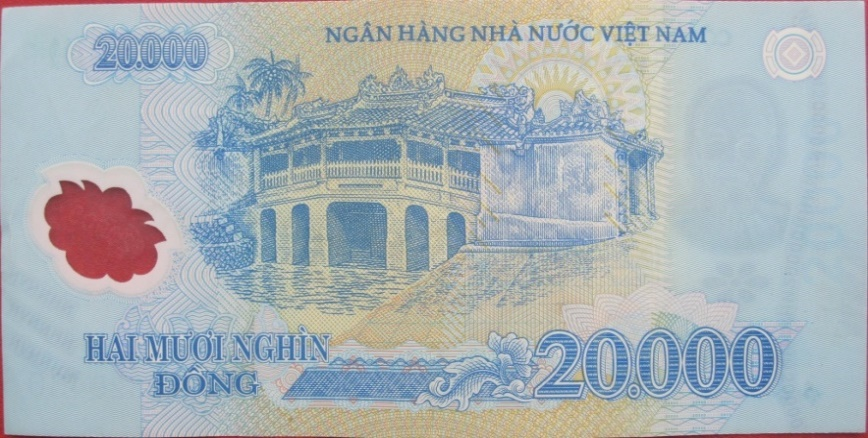 20.000
NGÂN HÀNG NHÀ NƯỚC VIỆT NAM
HAI MƯƠI NGHÌN
ĐỒNG
20.000